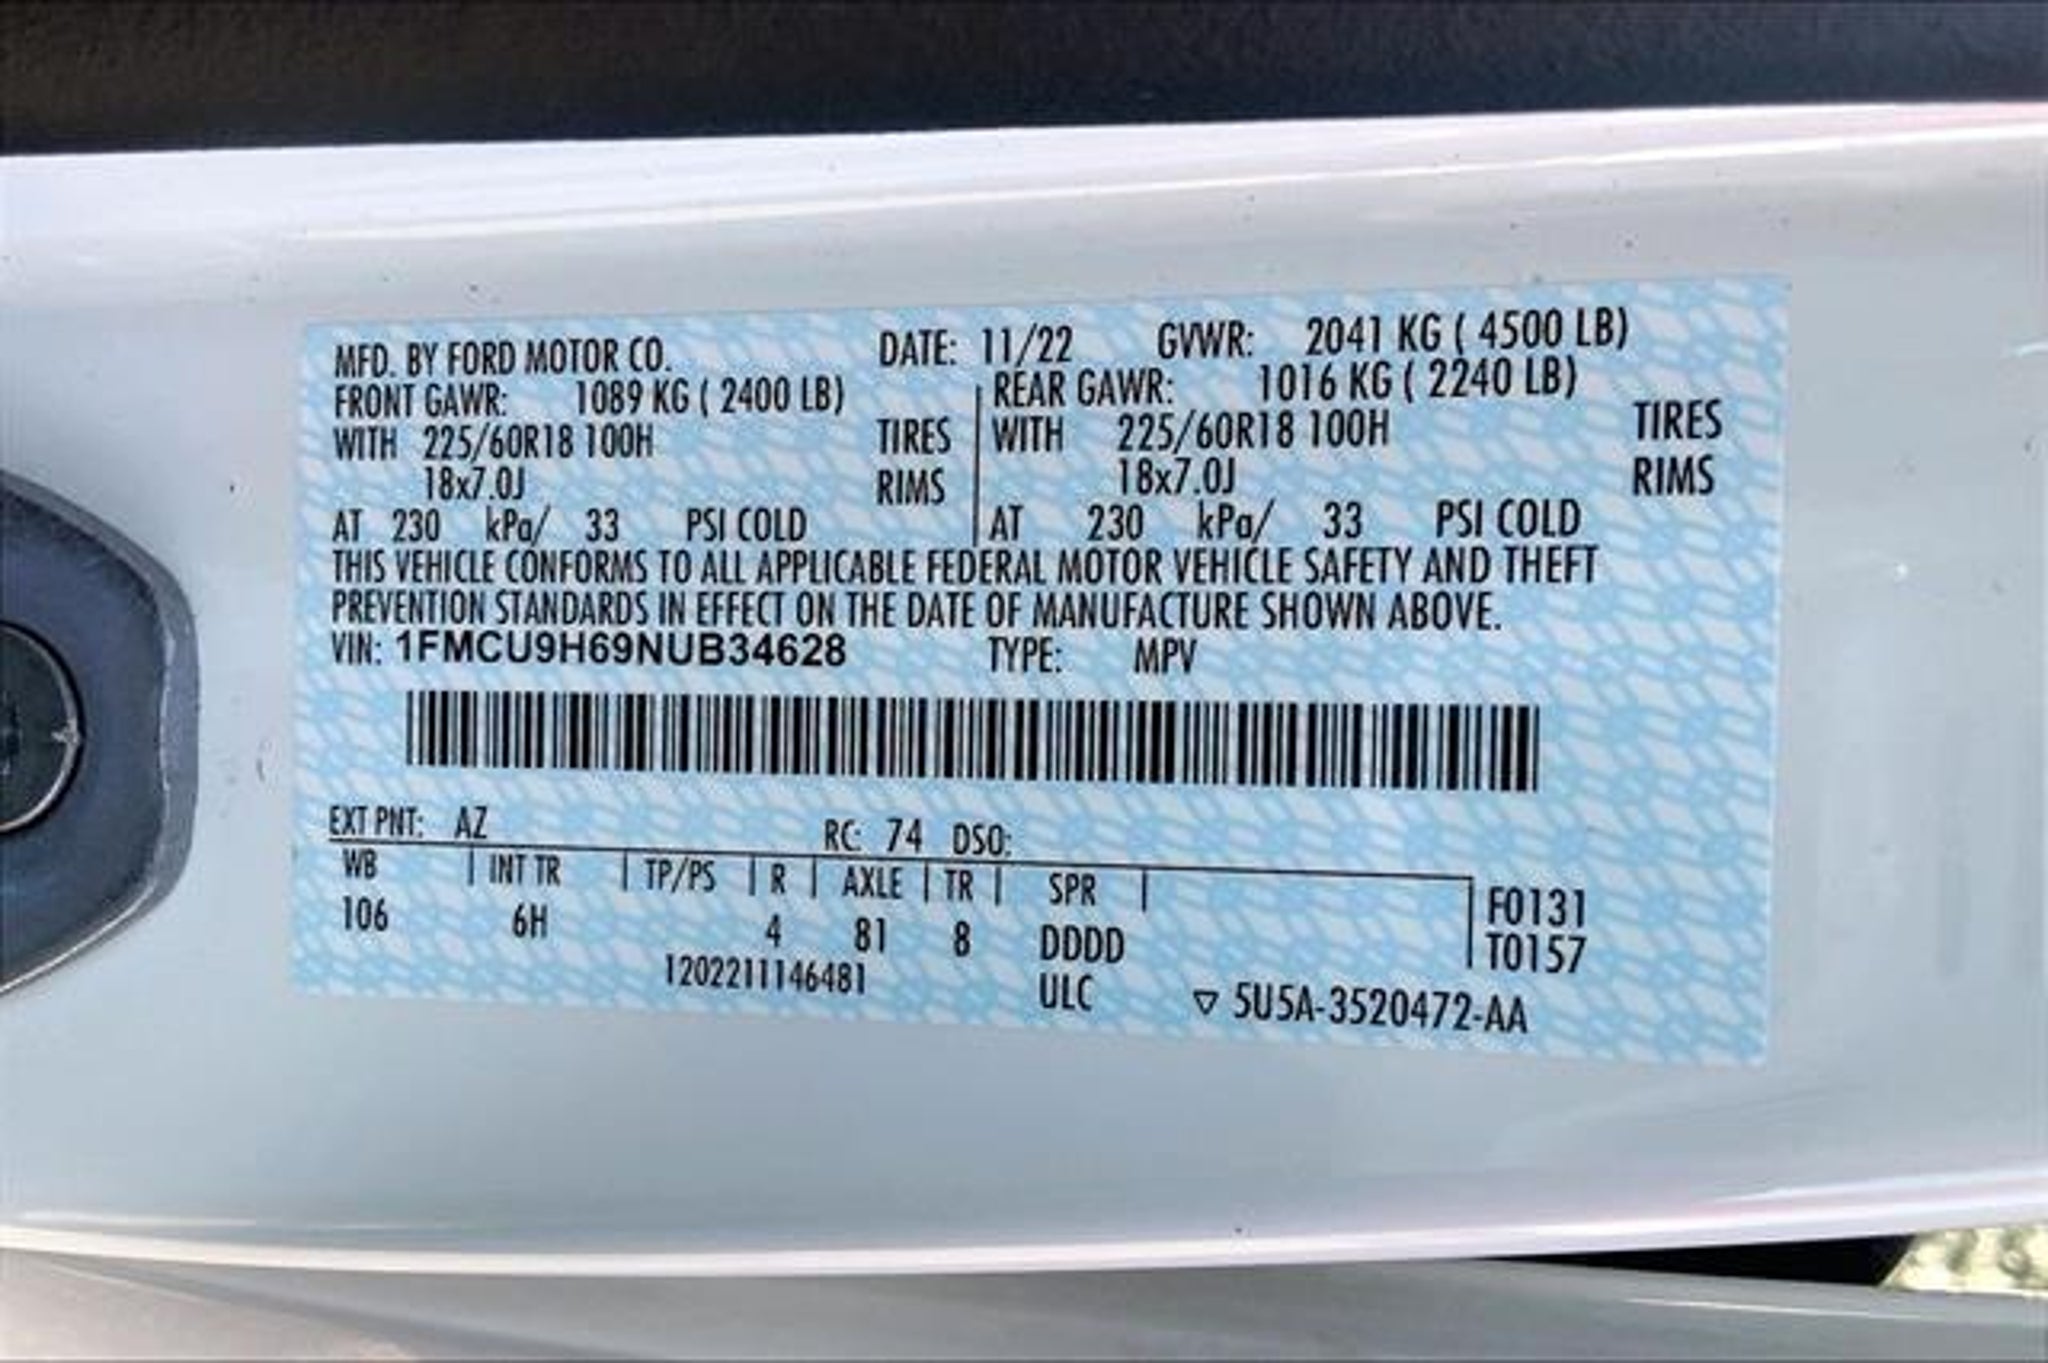 MFD. BY FORD MOTOR CO. DATE: 11/22 GVWR: 2041 KG ( 4500 LB)
FRONT GAWR: 1089 KG ( 2400 LB) REAR GAWR: 1016 KG ( 2240 LB)
WITH 225/60R18 100H TIRES WITH 225/60R18 100H TIRES
18x7.0J RIMS 18x7.0J RIMS
AT 230 kPa/ 33 PSI COLD AT 230 kPa/ 33 PSI COLD
THIS VEHICLE CONFORMS TO ALL APPLICABLE FEDERAL MOTOR VEHICLE SAFETY AND THEFT
PREVENTION STANDARDS IN EFFECT ON THE DATE OF MANUFACTURE SHOWN ABOVE.
VIN: 1FMCU9H69NUB34628 TYPE: MPV
EXT PNT: AZ RC: 74 DSO:
WB INT TR TP/PS R AXLE TR SPR F0131
106 6H 4 81 8 DDDD T0157
1202211146481 ULC ▽ 5U5A-3520472-AA